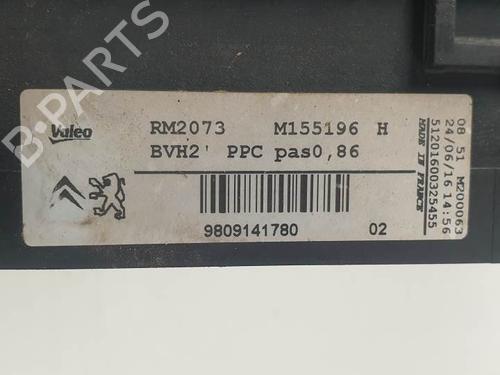 Valeo
RM2073 M155196 H
BVH2' PPC pas0,86
9809141780 02
08 51 M200063
24/06/16 14:56
51201600325455
MADE IN FRANCE
B-PARTS